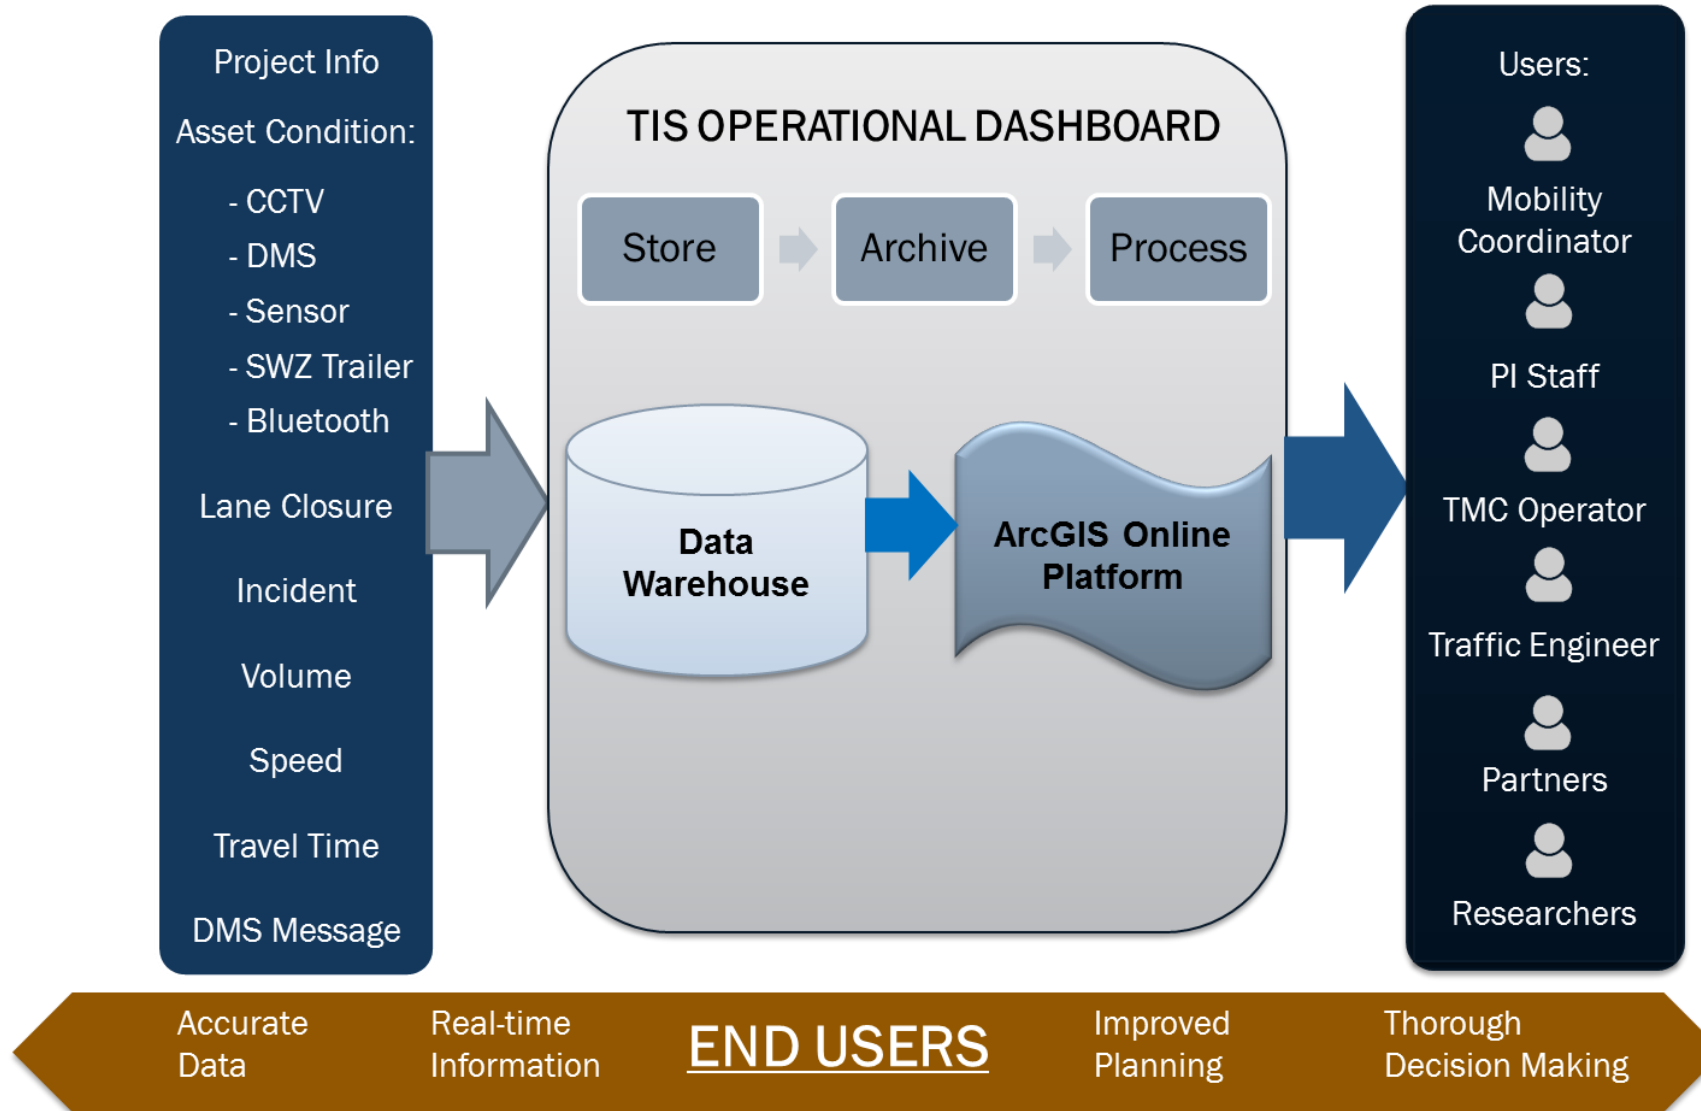 Project Info
Asset Condition:
- CCTV
- DMS
- Sensor
- SWZ Trailer
- Bluetooth
Lane Closure
Incident
Volume
Speed
Travel Time
DMS Message
TIS OPERATIONAL DASHBOARD
Store
Archive
Process
Data
Warehouse
ArcGIS Online
Platform
Users:
Mobility
Coordinator
PI Staff
TMC Operator
Traffic Engineer
Partners
Researchers
Accurate
Data
Real-time
Information
END USERS
Improved
Planning
Thorough
Decision Making